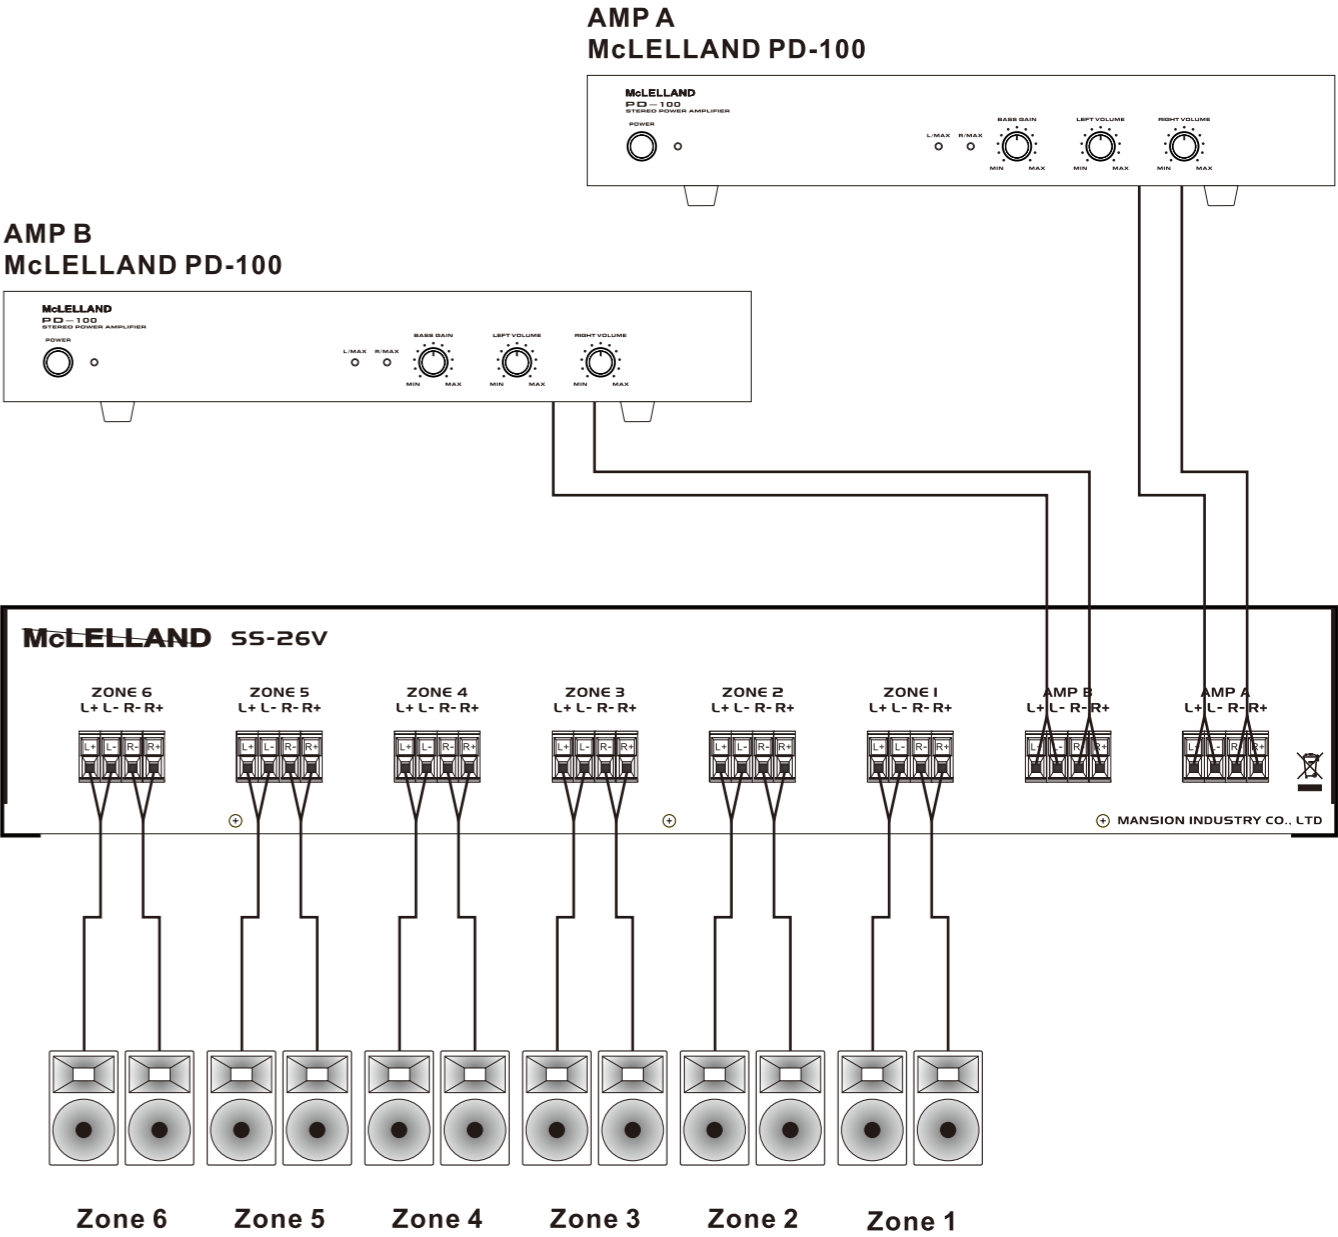 AMP A
McLELLAND PD-100
McLELLAND
PD-100
STEREO POWER AMPLIFIER
POWER
L/MAX R/MAX
BASS GAIN
MIN MAX
LEFT VOLUME
MIN MAX
RIGHT VOLUME
MIN MAX
AMP B
McLELLAND PD-100
McLELLAND
PD-100
STEREO POWER AMPLIFIER
POWER
L/MAX R/MAX
BASS GAIN
MIN MAX
LEFT VOLUME
MIN MAX
RIGHT VOLUME
MIN MAX
McLELLAND SS-26V
ZONE 6 ZONE 5 ZONE 4 ZONE 3 ZONE 2 ZONE 1 AMP B AMP A
L+ L- R- R+ L+ L- R- R+ L+ L- R- R+ L+ L- R- R+ L+ L- R- R+ L+ L- R- R+ L+ L- R- R+ L+ L- R- R+
L+ L- R- R+ L+ L- R- R+ L+ L- R- R+ L+ L- R- R+ L+ L- R- R+ L+ L- R- R+ L+ L- R- R+ L+ L- R- R+
MANSION INDUSTRY CO., LTD
Zone 6 Zone 5 Zone 4 Zone 3 Zone 2 Zone 1